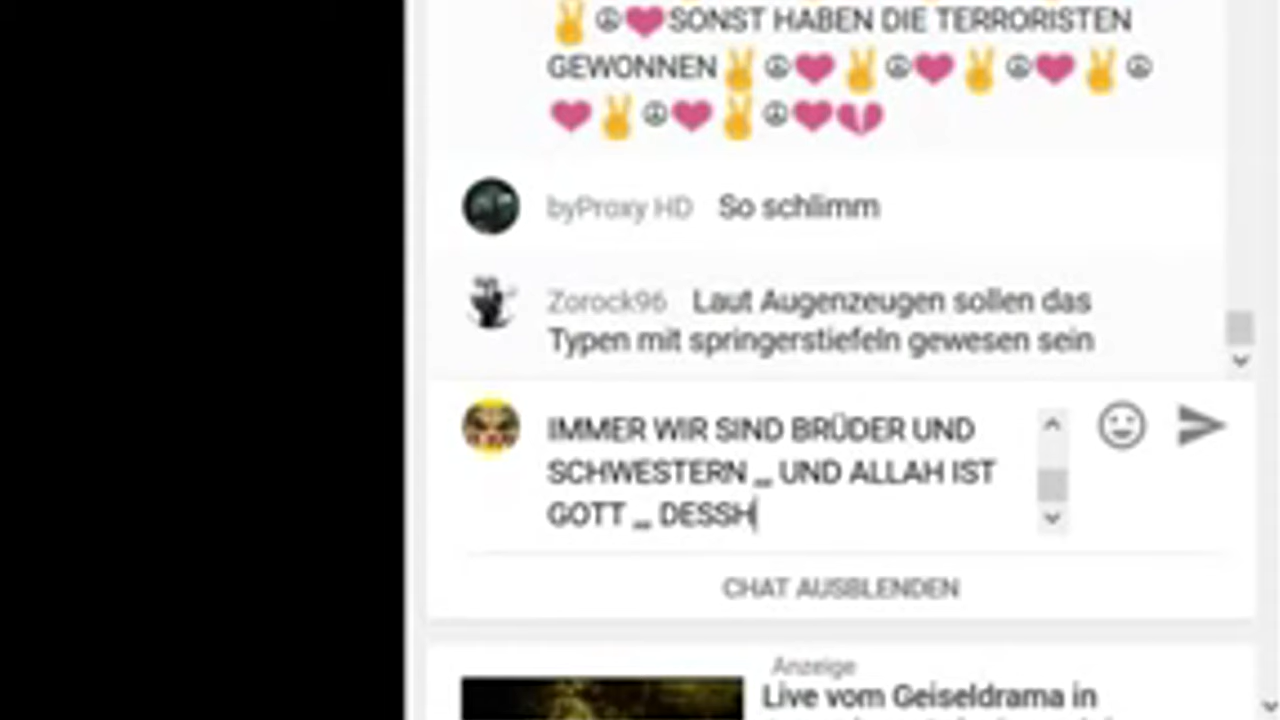 ✌☮❤SONST HABEN DIE TERRORISTEN
GEWONNEN✌☮❤✌☮❤✌☮❤✌☮
❤✌☮❤✌☮❤💔
byProxy HD So schlimm
Zorock96 Laut Augenzeugen sollen das
Typen mit springerstiefeln gewesen sein
IMMER WIR SIND BRÜDER UND
SCHWESTERN ,,, UND ALLAH IST
GOTT ,,, DESSH
CHAT AUSBLENDEN
Anzeige
Live vom Geiseldrama in